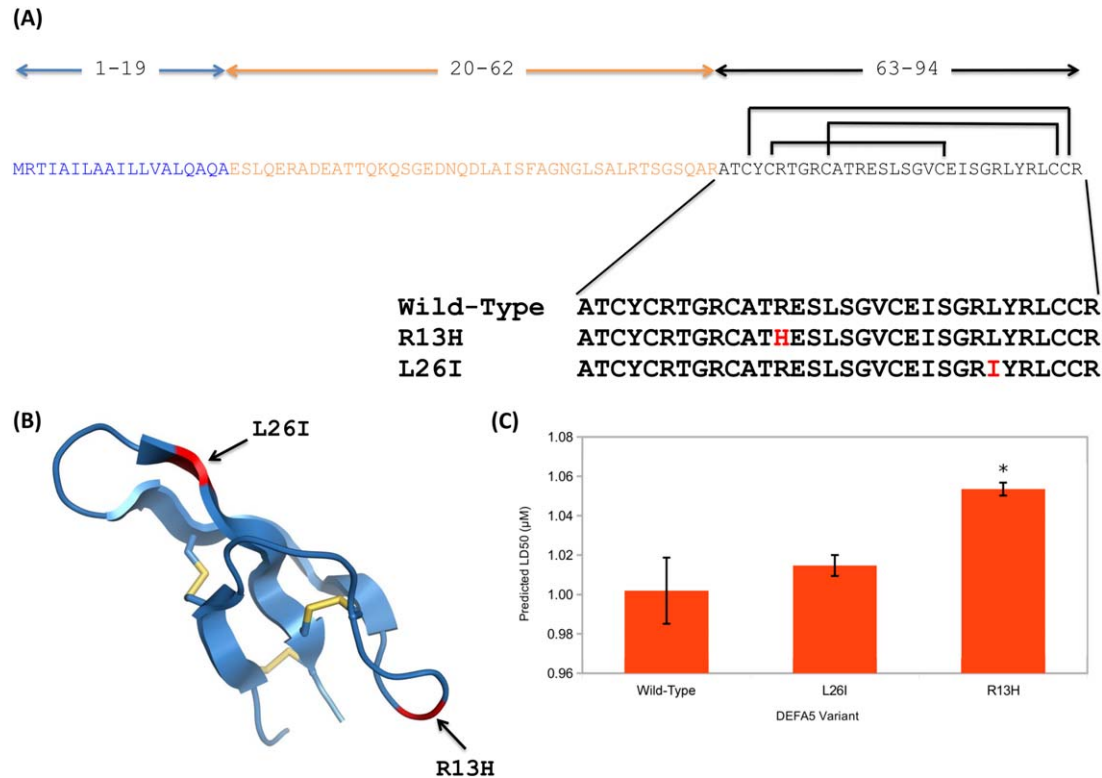 (A)
1-19 20-62 63-94
MRTIAILAAILLVALQAQAESLQERADEATTQKQSGEDNQDLAISFAGNGLSALRTSGSQARATCYCRTGRCATRESLSGVCEISGRLYRLCCR
Wild-Type ATCYCRTGRCATRESLSGVCEISGRLYRLCCR
R13H ATCYCRTGRCATHESLSGVCEISGRLYRLCCR
L26I ATCYCRTGRCATRESLSGVCEISGRIYRLCCR
(B)
L26I
R13H
(C)
1.08
1.06
1.04
1.02
1.00
0.98
0.96
Predicted LD50 (µM)
*
Wild-Type L26I R13H
DEFA5 Variant